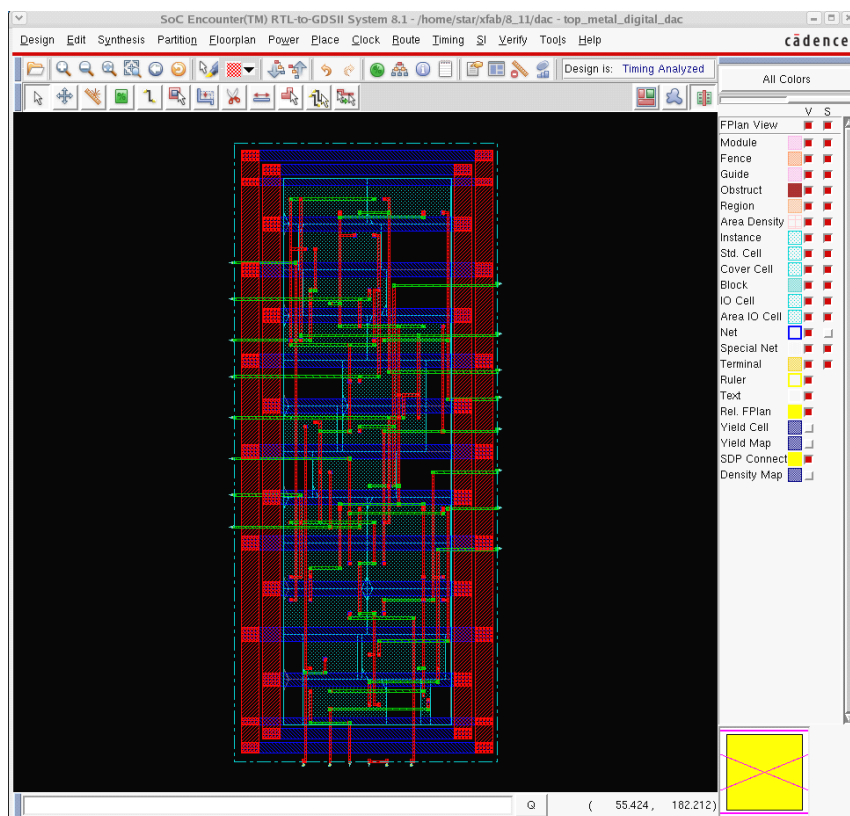 SoC Encounter(TM) RTL-to-GDSII System 8.1 - /home/star/xfab/8_11/dac - top_metal_digital_dac
Design Edit Synthesis Partition Floorplan Power Place Clock Route Timing SI Verify Tools Help cādence
Design is: Timing Analyzed
All Colors
V S
FPlan View
Module
Fence
Guide
Obstruct
Region
Area Density
Instance
Std. Cell
Cover Cell
Block
IO Cell
Area IO Cell
Net
Special Net
Terminal
Ruler
Text
Rel. FPlan
Yield Cell
Yield Map
SDP Connect
Density Map
Q ( 55.424 , 182.212)